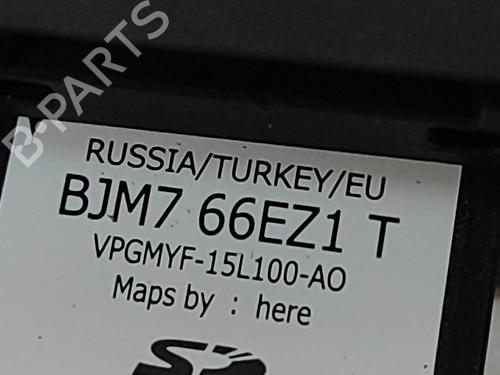 B-PARTS
RUSSIA/TURKEY/EU
BJM7 66EZ1 T
VPGMYF-15L100-AO
Maps by : here